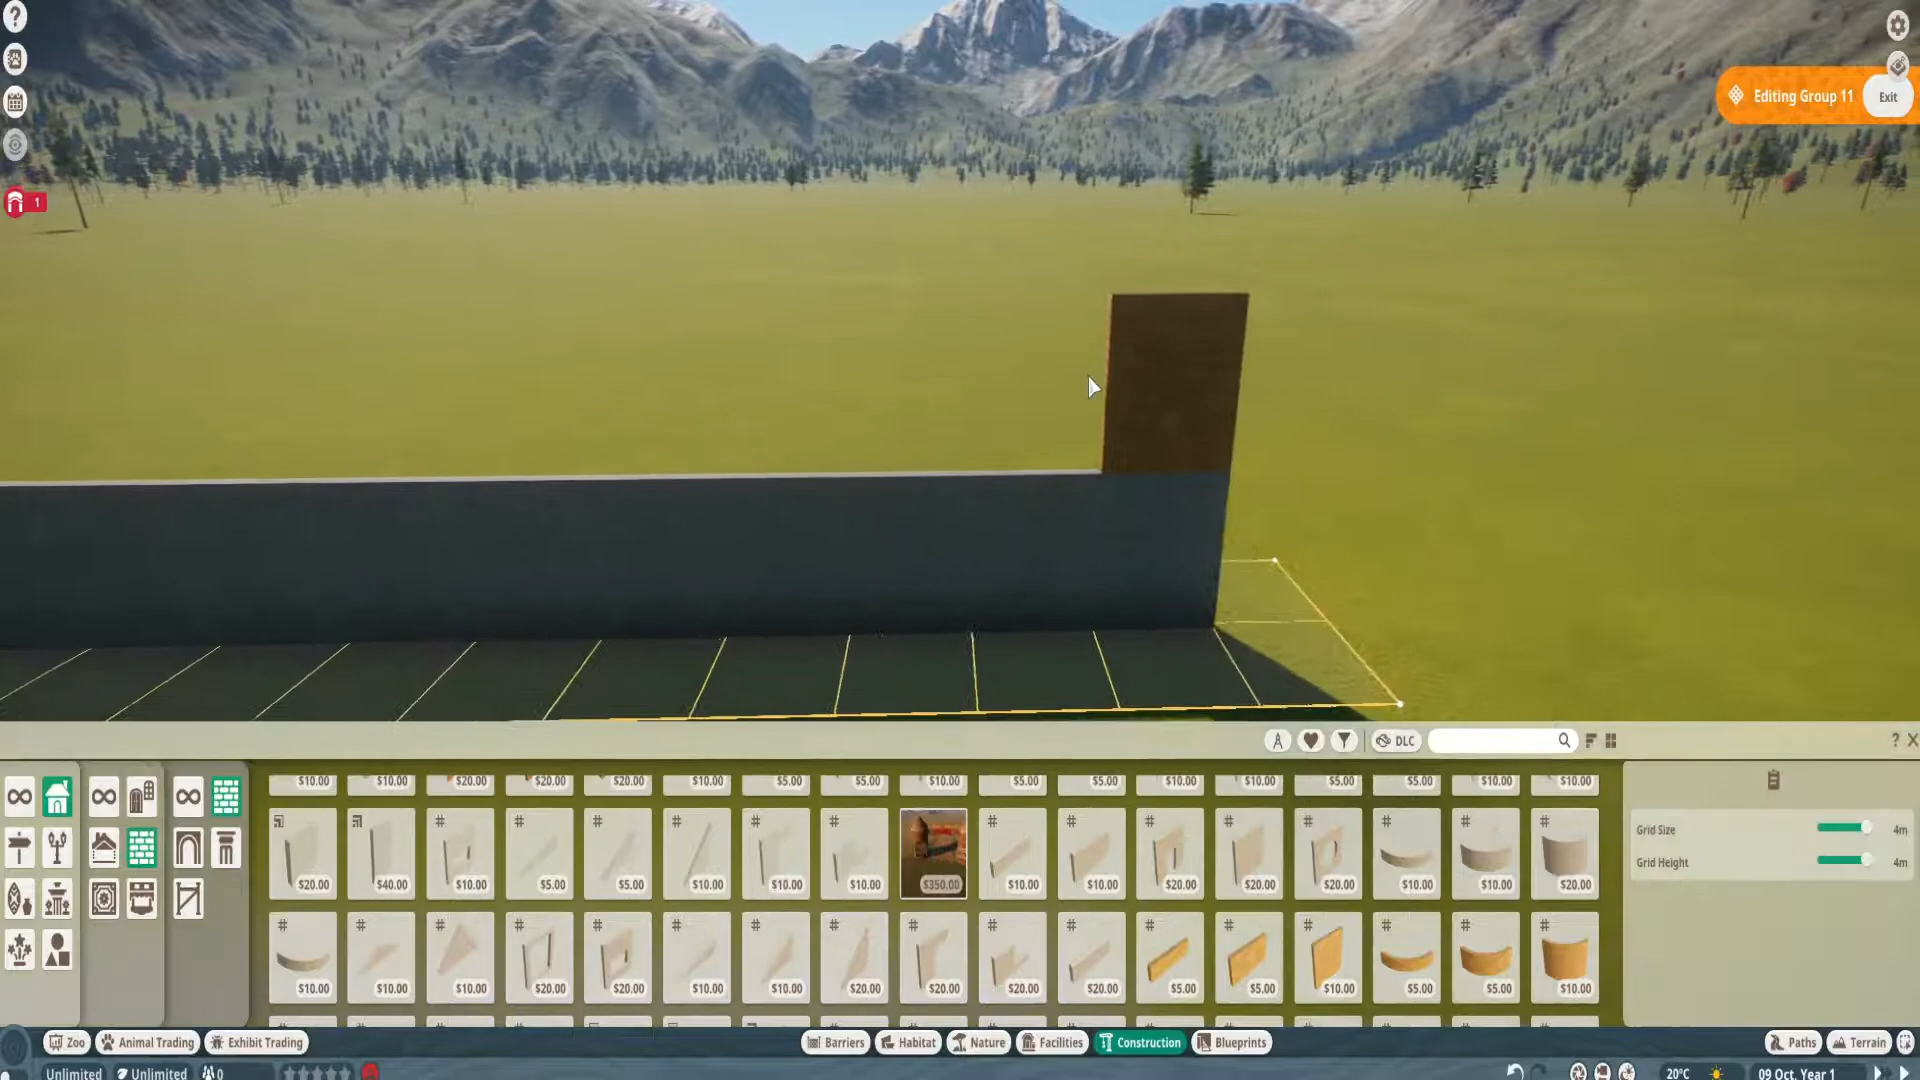 ?
Editing Group 11 Exit
1
DLC
? X
$10.00 $10.00 $20.00 $20.00 $20.00 $10.00 $5.00 $5.00 $10.00 $5.00 $5.00 $10.00 $10.00 $5.00 $5.00 $10.00 $10.00
Grid Size 4m
Grid Height 4m
# # # # # # # # # # # # # # #
$20.00 $40.00 $10.00 $5.00 $5.00 $10.00 $10.00 $10.00 $350.00 $10.00 $10.00 $20.00 $20.00 $20.00 $10.00 $10.00 $20.00
# # # # # # # # # # # # # # # # #
$10.00 $10.00 $10.00 $20.00 $20.00 $10.00 $10.00 $20.00 $20.00 $20.00 $20.00 $5.00 $5.00 $10.00 $5.00 $5.00 $10.00
Zoo Animal Trading Exhibit Trading Barriers Habitat Nature Facilities Construction Blueprints Paths Terrain
Unlimited Unlimited 0 20°C 09 Oct, Year 1